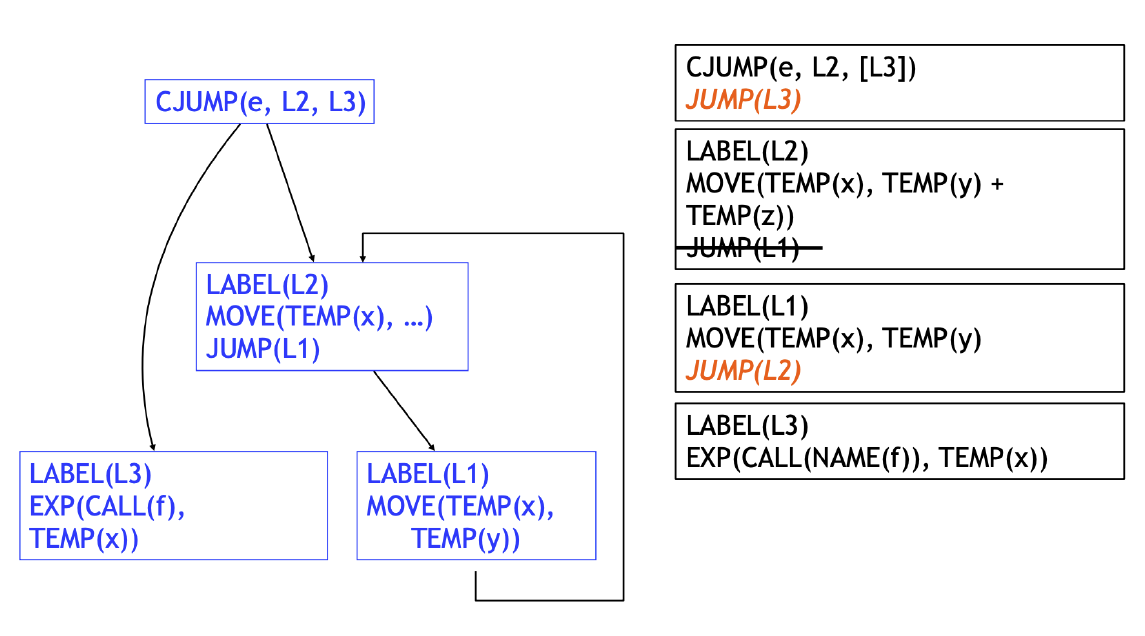 CJUMP(e, L2, L3)
LABEL(L2)
MOVE(TEMP(x), …)
JUMP(L1)
LABEL(L3)
EXP(CALL(f),
TEMP(x))
LABEL(L1)
MOVE(TEMP(x),
TEMP(y))
CJUMP(e, L2, [L3])
JUMP(L3)
LABEL(L2)
MOVE(TEMP(x), TEMP(y) +
TEMP(z))
JUMP(L1)
LABEL(L1)
MOVE(TEMP(x), TEMP(y)
JUMP(L2)
LABEL(L3)
EXP(CALL(NAME(f)), TEMP(x))